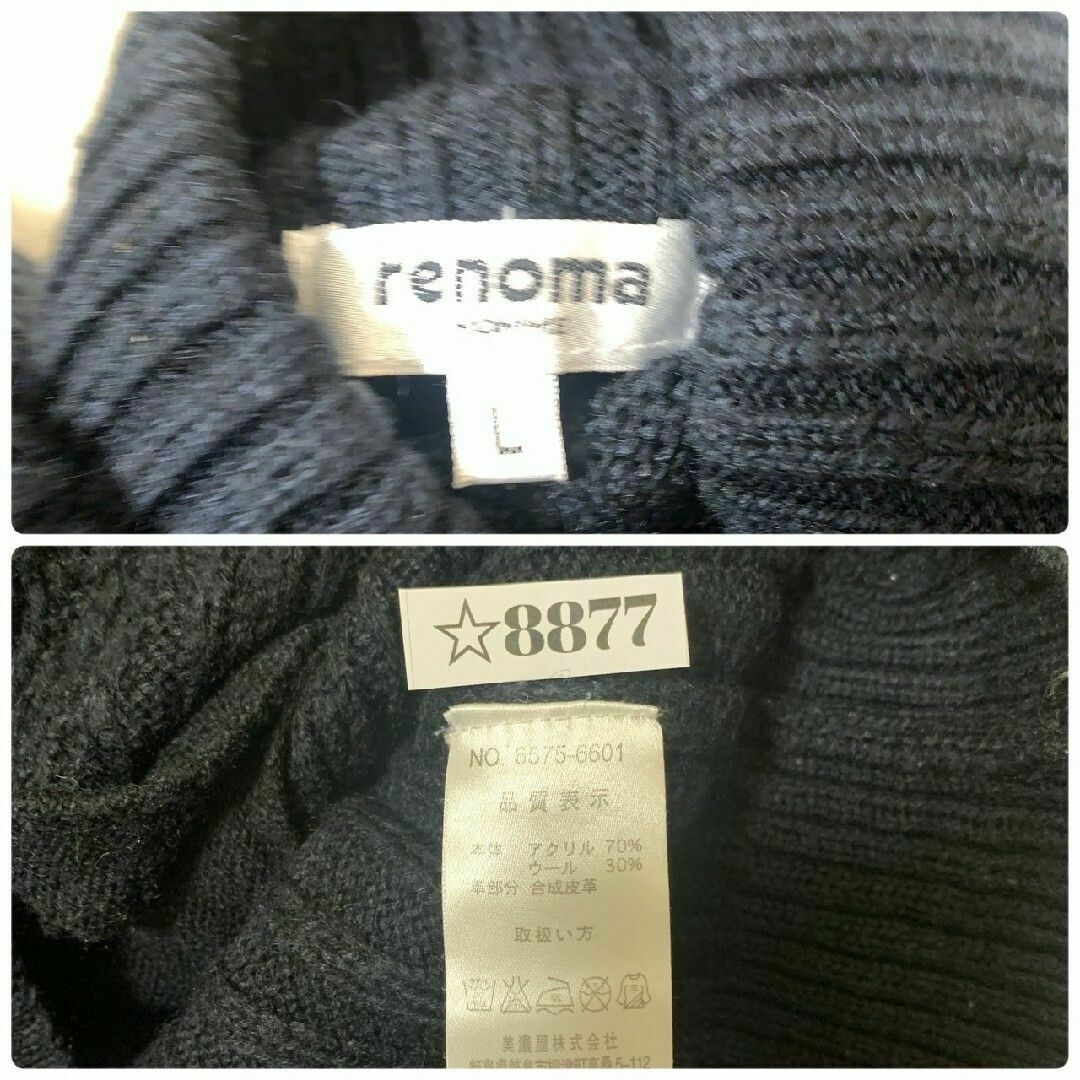 renoma
L
☆8877
NO. 6575-6601
品質表示
本体 アクリル 70%
ウール 30%
革部分 合成皮革
取扱い方
美濃屋株式会社
5-112